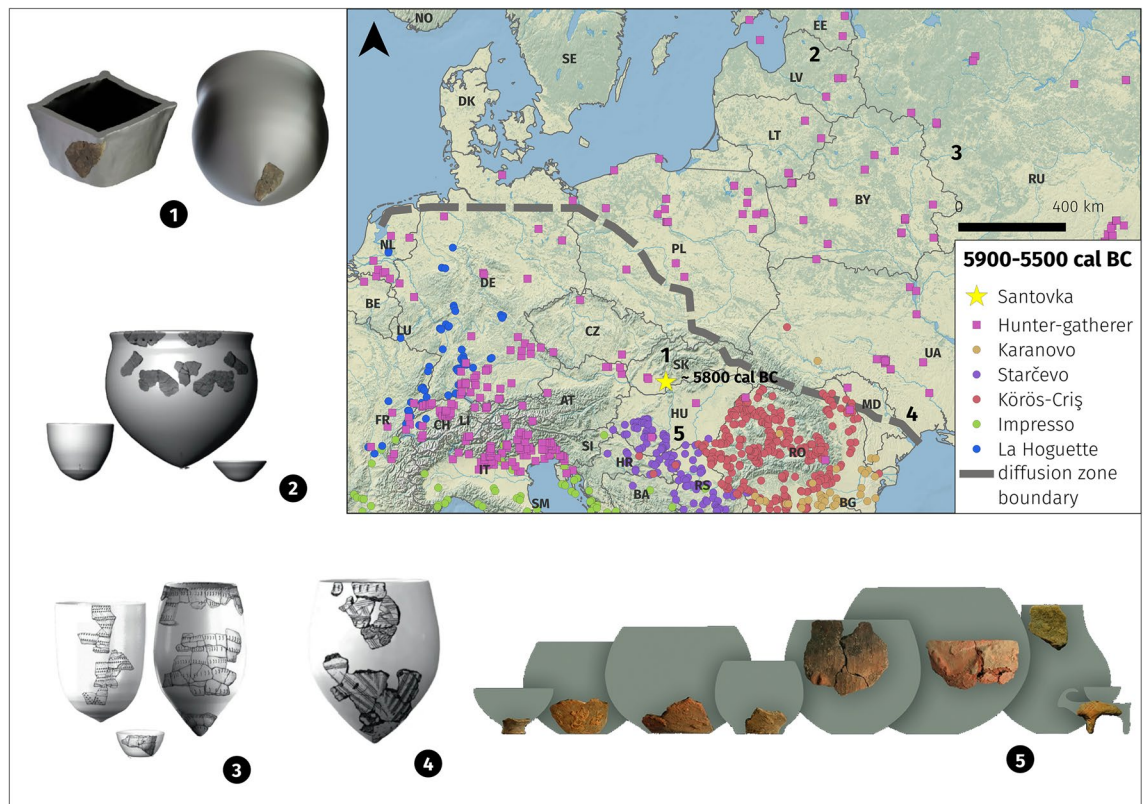 NO
EE
SE
2
LV
DK
LT
3
RU
BY
0
400 km
NL
PL
5900-5500 cal BC
DE
Santovka
BE
Hunter-gatherer
LU
CZ
Karanovo
1
SK
UA
Starčevo
~ 5800 cal BC
Körös-Criş
AT
MD
HU
4
Impresso
FR
CH
LI
5
SI
La Hoguette
IT
HR
RO
diffusion zone
boundary
BA
RS
SM
BG
1
2
3
4
5